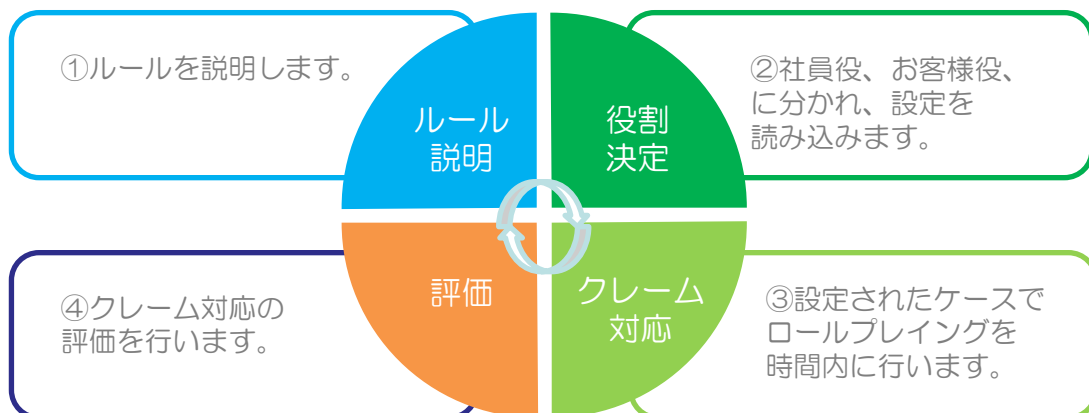 ①ルールを説明します。
ルール
説明
役割
決定
②社員役、お客様役、
に分かれ、設定を
読み込みます。
④クレーム対応の
評価を行います。
評価
クレーム
対応
③設定されたケースで
ロールプレイングを
時間内に行います。